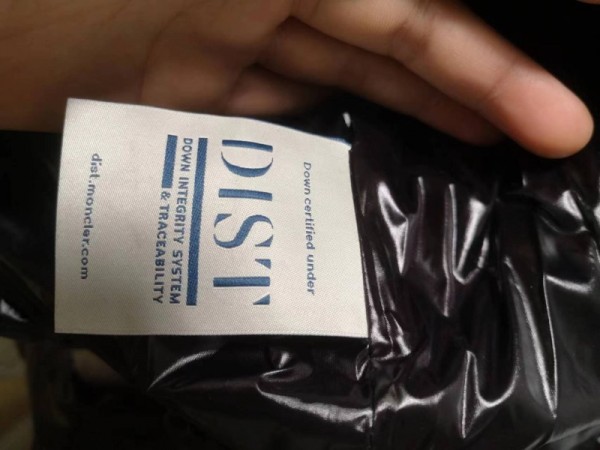 Down certified under
DIST
DOWN INTEGRITY SYSTEM
& TRACEABILITY
dist.moncler.com